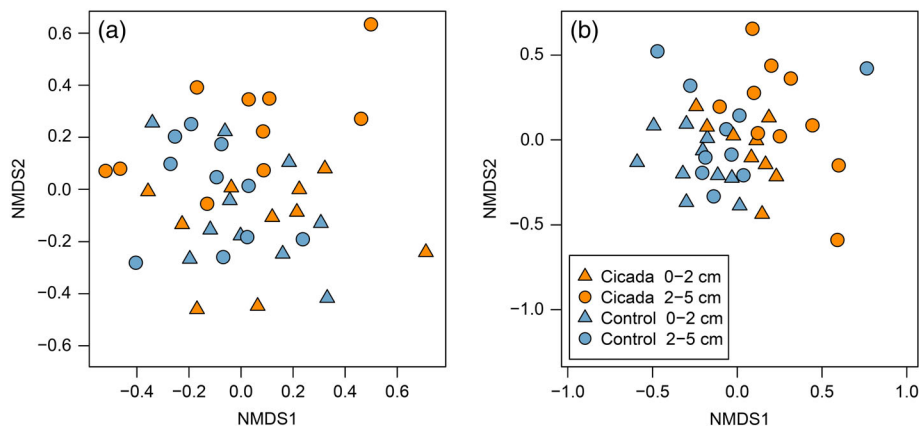 (a)
NMDS2
0.6
0.4
0.2
0.0
−0.2
−0.4
−0.6
−0.4 −0.2 0.0 0.2 0.4 0.6
NMDS1
(b)
NMDS2
0.5
0.0
−0.5
−1.0
Cicada 0−2 cm
Cicada 2−5 cm
Control 0−2 cm
Control 2−5 cm
−1.0 −0.5 0.0 0.5 1.0
NMDS1